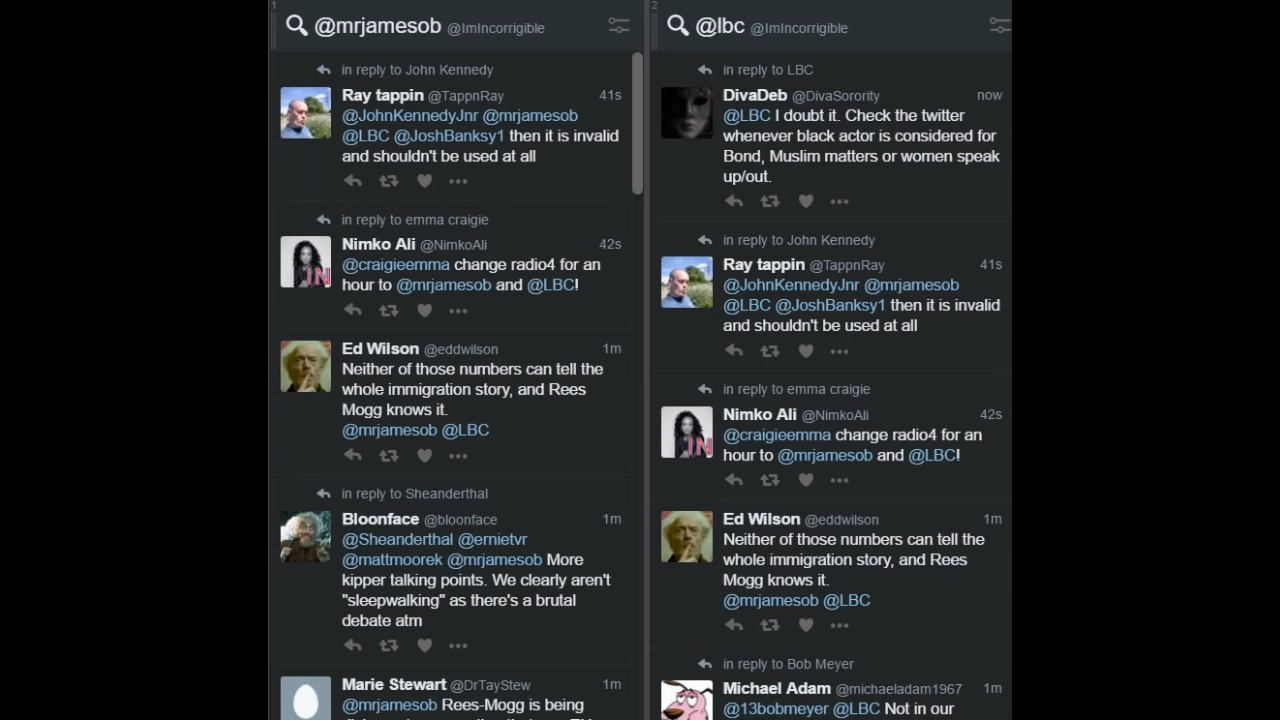 1
@mrjamesob @ImIncorrigible
in reply to John Kennedy
Ray tappin @TappnRay 41s
@JohnKennedyJnr @mrjamesob
@LBC @JoshBanksy1 then it is invalid
and shouldn't be used at all
in reply to emma craigie
Nimko Ali @NimkoAli 42s
@craigieemma change radio4 for an
hour to @mrjamesob and @LBC!
Ed Wilson @eddwilson 1m
Neither of those numbers can tell the
whole immigration story, and Rees
Mogg knows it.
@mrjamesob @LBC
in reply to Sheanderthal
Bloonface @bloonface 1m
@Sheanderthal @ernietvr
@mattmoorek @mrjamesob More
kipper talking points. We clearly aren't
"sleepwalking" as there's a brutal
debate atm
Marie Stewart @DrTayStew 1m
@mrjamesob Rees-Mogg is being
2
@lbc @ImIncorrigible
in reply to LBC
DivaDeb @DivaSorority now
@LBC I doubt it. Check the twitter
whenever black actor is considered for
Bond, Muslim matters or women speak
up/out.
in reply to John Kennedy
Ray tappin @TappnRay 41s
@JohnKennedyJnr @mrjamesob
@LBC @JoshBanksy1 then it is invalid
and shouldn't be used at all
in reply to emma craigie
Nimko Ali @NimkoAli 42s
@craigieemma change radio4 for an
hour to @mrjamesob and @LBC!
Ed Wilson @eddwilson 1m
Neither of those numbers can tell the
whole immigration story, and Rees
Mogg knows it.
@mrjamesob @LBC
in reply to Bob Meyer
Michael Adam @michaeladam1967 1m
@13bobmeyer @LBC Not in our